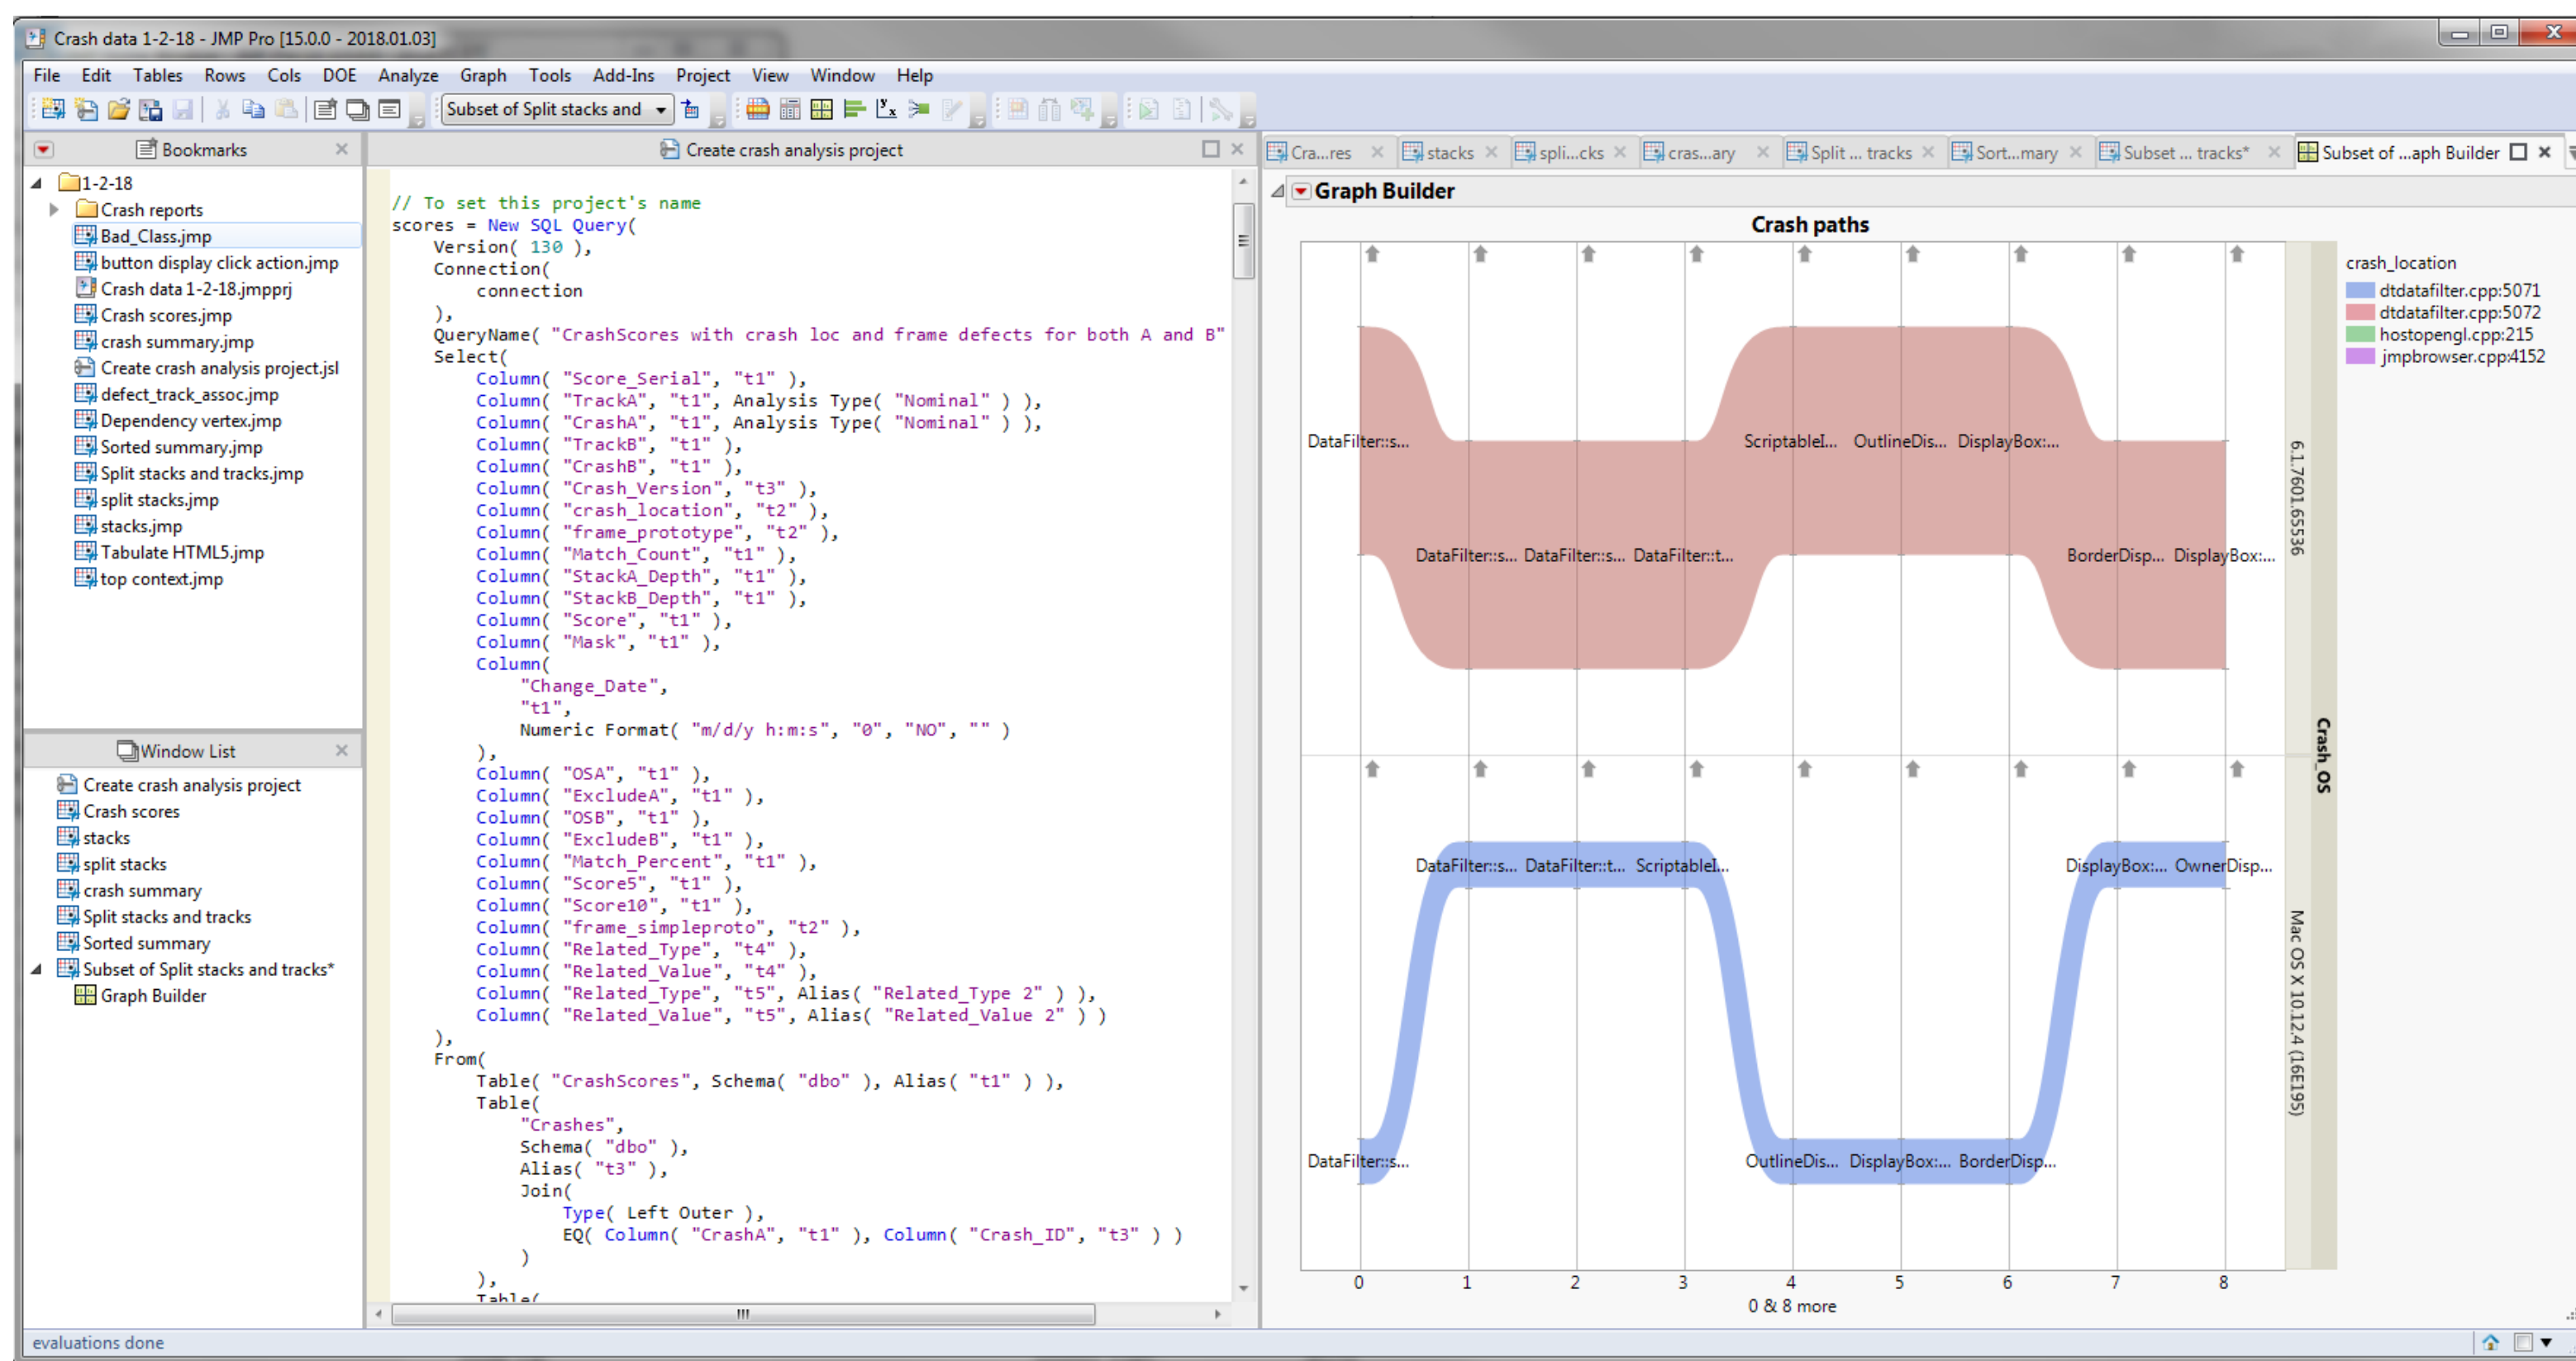 Crash data 1-2-18 - JMP Pro [15.0.0 - 2018.01.03]
File Edit Tables Rows Cols DOE Analyze Graph Tools Add-Ins Project View Window Help
Subset of Split stacks and
Bookmarks
1-2-18
Crash reports
Bad_Class.jmp
button display click action.jmp
Crash data 1-2-18.jmpprj
Crash scores.jmp
crash summary.jmp
Create crash analysis project.jsl
defect_track_assoc.jmp
Dependency vertex.jmp
Sorted summary.jmp
Split stacks and tracks.jmp
split stacks.jmp
stacks.jmp
Tabulate HTML5.jmp
top context.jmp
Window List
Create crash analysis project
Crash scores
stacks
split stacks
crash summary
Split stacks and tracks
Sorted summary
Subset of Split stacks and tracks*
Graph Builder
Create crash analysis project
// To set this project's name
scores = New SQL Query(
Version( 130 ),
Connection(
connection
),
QueryName( "CrashScores with crash loc and frame defects for both A and B"
Select(
Column( "Score_Serial", "t1" ),
Column( "TrackA", "t1", Analysis Type( "Nominal" ) ),
Column( "CrashA", "t1", Analysis Type( "Nominal" ) ),
Column( "TrackB", "t1" ),
Column( "CrashB", "t1" ),
Column( "Crash_Version", "t3" ),
Column( "crash_location", "t2" ),
Column( "frame_prototype", "t2" ),
Column( "Match_Count", "t1" ),
Column( "StackA_Depth", "t1" ),
Column( "StackB_Depth", "t1" ),
Column( "Score", "t1" ),
Column( "Mask", "t1" ),
Column(
"Change_Date",
"t1",
Numeric Format( "m/d/y h:m:s", "0", "NO", "" )
),
Column( "OSA", "t1" ),
Column( "ExcludeA", "t1" ),
Column( "OSB", "t1" ),
Column( "ExcludeB", "t1" ),
Column( "Match_Percent", "t1" ),
Column( "Score5", "t1" ),
Column( "Score10", "t1" ),
Column( "frame_simpleproto", "t2" ),
Column( "Related_Type", "t4" ),
Column( "Related_Value", "t4" ),
Column( "Related_Type", "t5", Alias( "Related_Type 2" ) ),
Column( "Related_Value", "t5", Alias( "Related_Value 2" ) )
),
From(
Table( "CrashScores", Schema( "dbo" ), Alias( "t1" ) ),
Table(
"Crashes",
Schema( "dbo" ),
Alias( "t3" ),
Join(
Type( Left Outer ),
EQ( Column( "CrashA", "t1" ), Column( "Crash_ID", "t3" ) )
)
),
Table(
Cra...res stacks spli...cks cras...ary Split ... tracks Sort...mary Subset ... tracks* Subset of ...aph Builder
Graph Builder
Crash paths
DataFilter::s... ScriptableI... OutlineDis... DisplayBox:...
DataFilter::s... DataFilter::s... DataFilter::t... BorderDisp... DisplayBox:...
6.1.7601.65536
DataFilter::s... DataFilter::t... ScriptableI... DisplayBox:... OwnerDisp...
DataFilter::s... OutlineDis... DisplayBox:... BorderDisp...
Mac OS X 10.12.4 (16E195)
Crash_OS
0 1 2 3 4 5 6 7 8
0 & 8 more
crash_location
dtdatafilter.cpp:5071
dtdatafilter.cpp:5072
hostopengl.cpp:215
jmpbrowser.cpp:4152
evaluations done